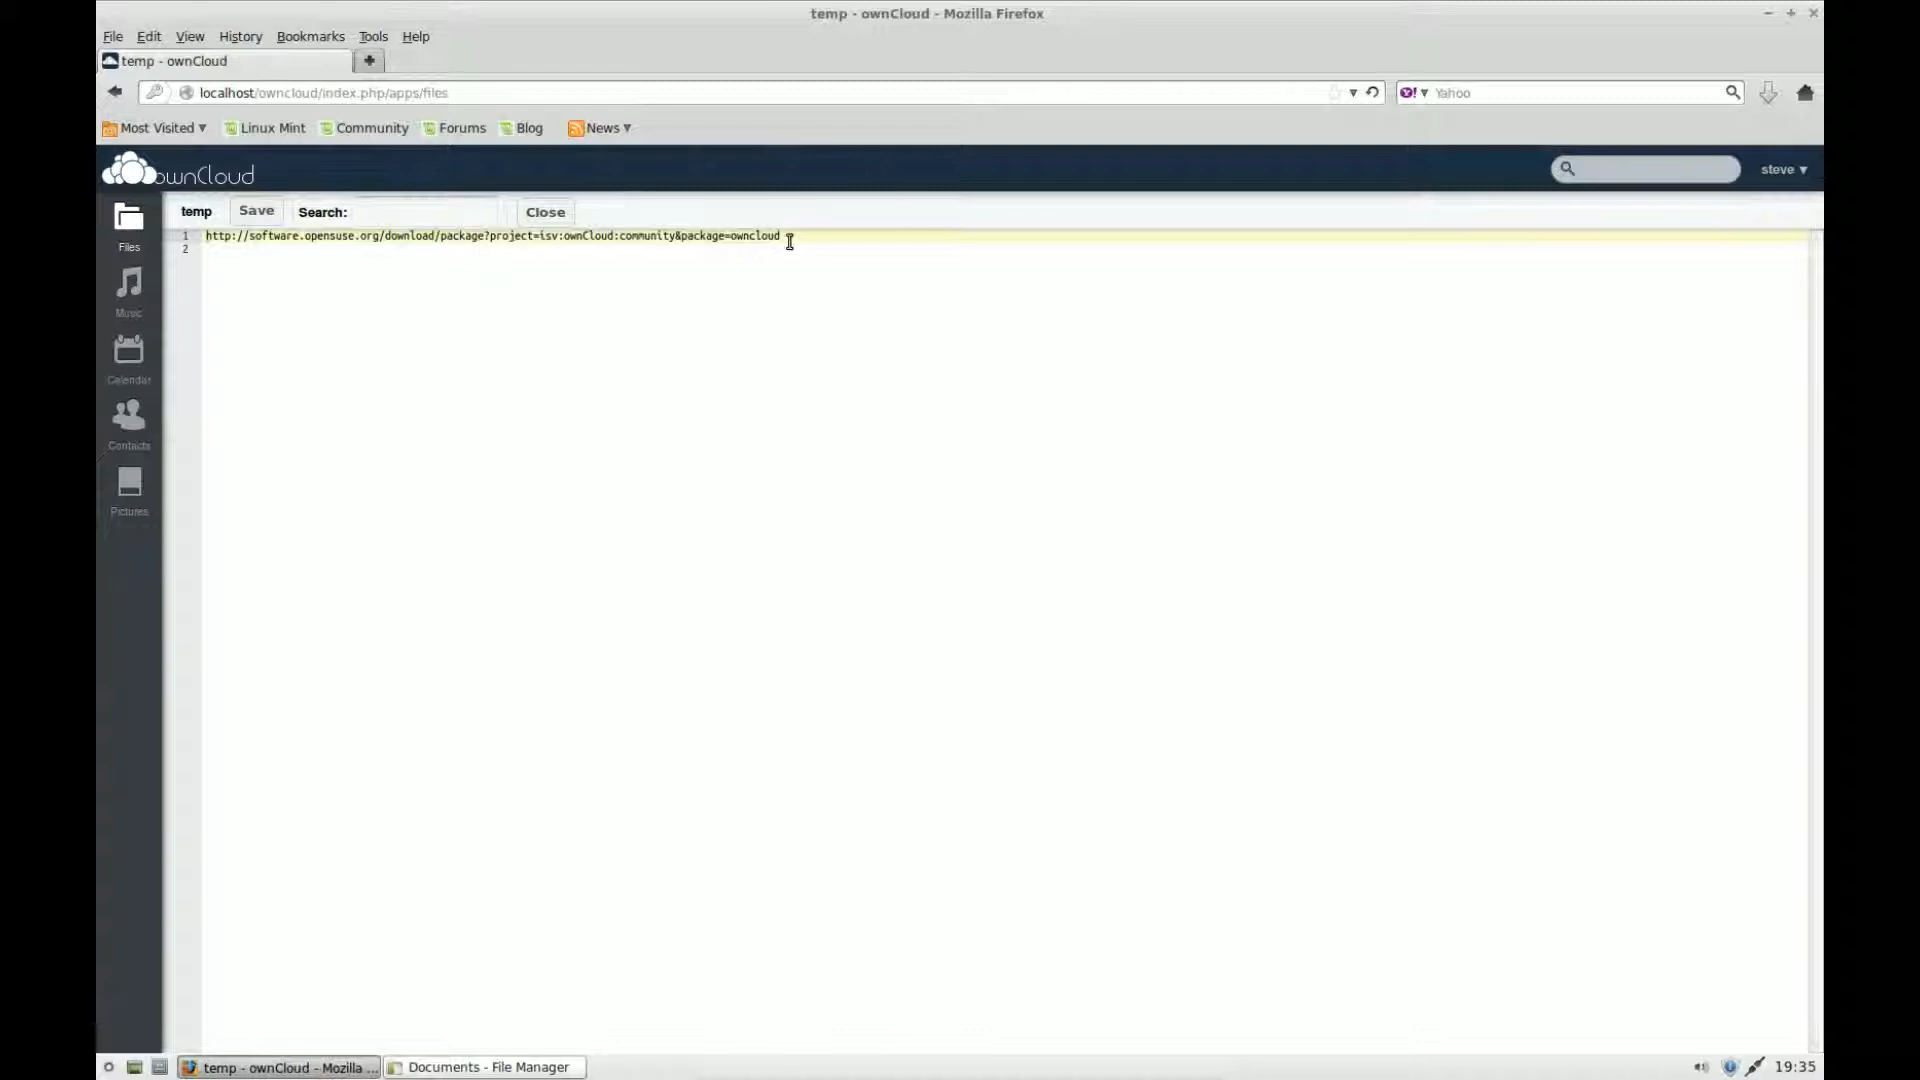 temp - ownCloud - Mozilla Firefox
File Edit View History Bookmarks Tools Help
temp - ownCloud
localhost/owncloud/index.php/apps/files
Yahoo
Most Visited Linux Mint Community Forums Blog News
ownCloud
steve
temp Save Search: Close
1 http://software.opensuse.org/download/package?project=isv:ownCloud:community&package=owncloud
2
Files
Music
Calendar
Contacts
Pictures
temp - ownCloud - Mozilla ... Documents - File Manager 19:35